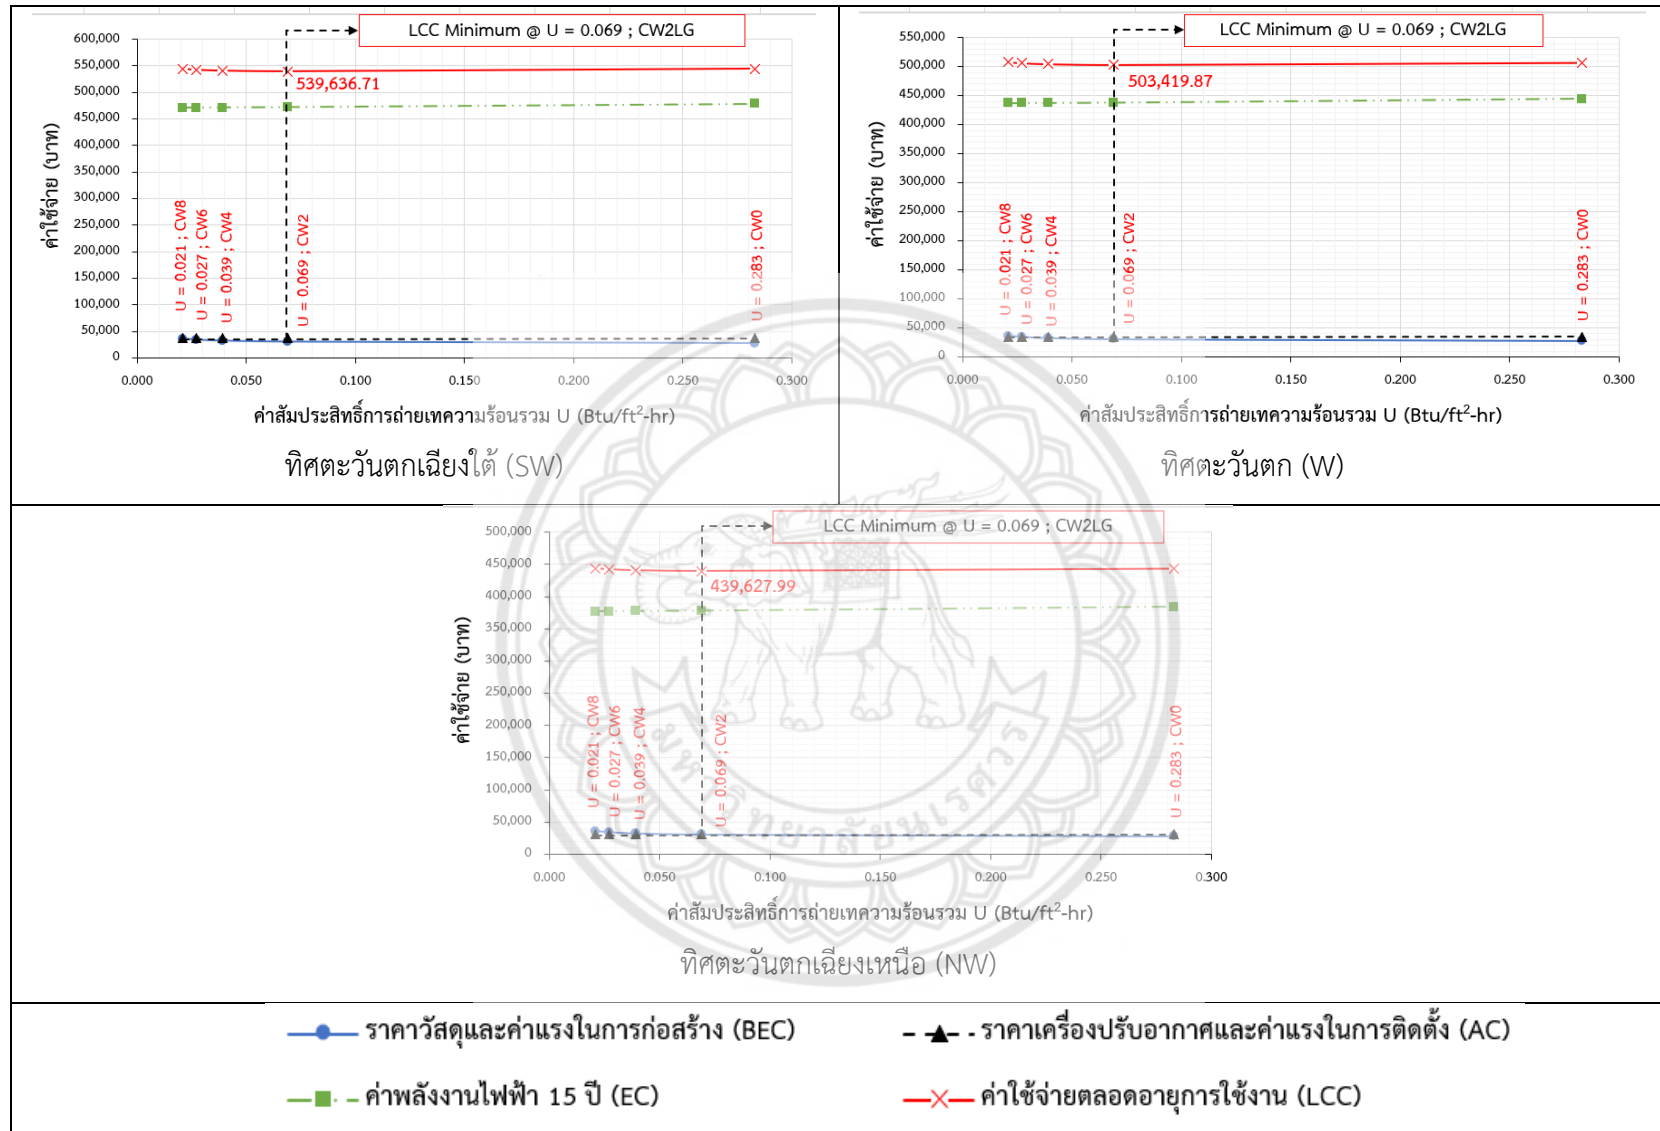 LCC Minimum @ U = 0.069 ; CW2LG
600,000
550,000
500,000
450,000
400,000
350,000
300,000
250,000
200,000
150,000
100,000
50,000
0
539,636.71
ค่าใช้จ่าย (บาท)
U = 0.021 ; CW8
U = 0.027 ; CW6
U = 0.039 ; CW4
U = 0.069 ; CW2
U = 0.283 ; CW0
0.000 0.050 0.100 0.150 0.200 0.250 0.300
ค่าสัมประสิทธิ์การถ่ายเทความร้อนรวม U (Btu/ft²-hr)
ทิศตะวันตกเฉียงใต้ (SW)
LCC Minimum @ U = 0.069 ; CW2LG
550,000
500,000
450,000
400,000
350,000
300,000
250,000
200,000
150,000
100,000
50,000
0
503,419.87
ค่าใช้จ่าย (บาท)
U = 0.021 ; CW8
U = 0.027 ; CW6
U = 0.039 ; CW4
U = 0.069 ; CW2
U = 0.283 ; CW0
0.000 0.050 0.100 0.150 0.200 0.250 0.300
ค่าสัมประสิทธิ์การถ่ายเทความร้อนรวม U (Btu/ft²-hr)
ทิศตะวันตก (W)
LCC Minimum @ U = 0.069 ; CW2LG
500,000
450,000
400,000
350,000
300,000
250,000
200,000
150,000
100,000
50,000
0
439,627.99
ค่าใช้จ่าย (บาท)
U = 0.021 ; CW8
U = 0.027 ; CW6
U = 0.039 ; CW4
U = 0.069 ; CW2
U = 0.283 ; CW0
0.000 0.050 0.100 0.150 0.200 0.250 0.300
ค่าสัมประสิทธิ์การถ่ายเทความร้อนรวม U (Btu/ft²-hr)
ทิศตะวันตกเฉียงเหนือ (NW)
มหาวิทยาลัยนเรศวร
ราคาวัสดุและค่าแรงในการก่อสร้าง (BEC)
ราคาเครื่องปรับอากาศและค่าแรงในการติดตั้ง (AC)
ค่าพลังงานไฟฟ้า 15 ปี (EC)
ค่าใช้จ่ายตลอดอายุการใช้งาน (LCC)